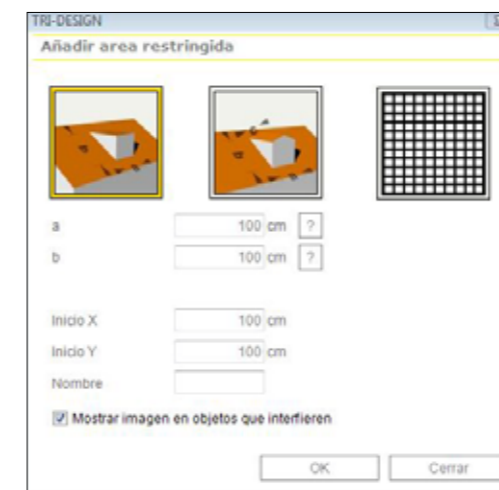 TRI-DESIGN
Añadir area restringida
a 100 cm ?
b 100 cm ?
Inicio X 100 cm
Inicio Y 100 cm
Nombre
Mostrar imagen en objetos que interfieren
OK Cerrar